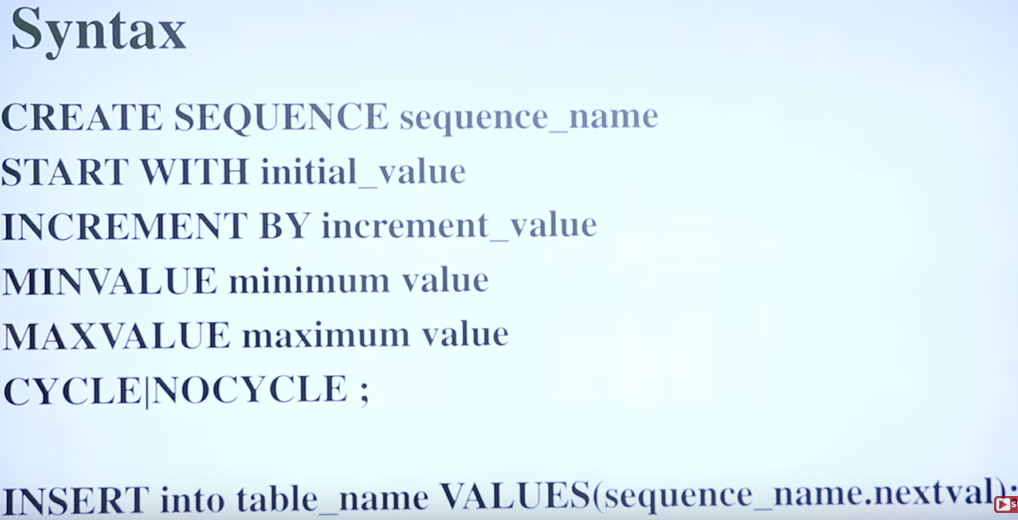 Syntax
CREATE SEQUENCE sequence_name
START WITH initial_value
INCREMENT BY increment_value
MINVALUE minimum value
MAXVALUE maximum value
CYCLE|NOCYCLE ;
INSERT into table_name VALUES(sequence_name.nextval);